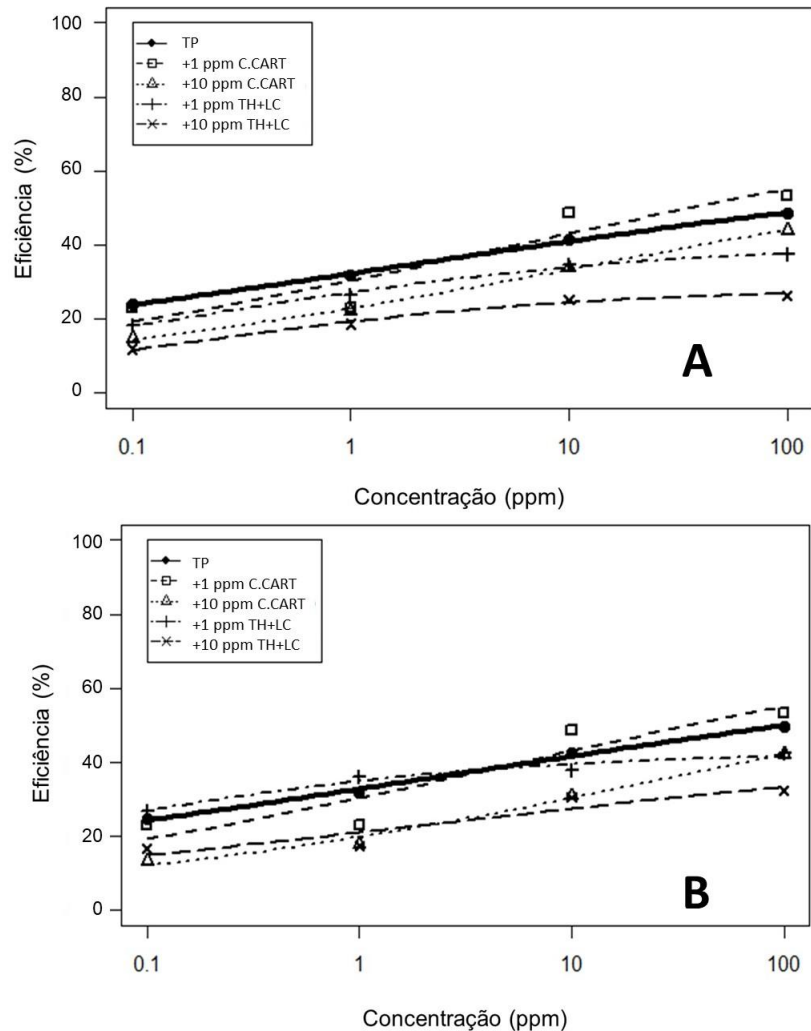 100
80
60
40
20
0
Eficiência (%)
TP
+1 ppm C.CART
+10 ppm C.CART
+1 ppm TH+LC
+10 ppm TH+LC
A
0.1 1 10 100
Concentração (ppm)
100
80
60
40
20
0
Eficiência (%)
TP
+1 ppm C.CART
+10 ppm C.CART
+1 ppm TH+LC
+10 ppm TH+LC
B
0.1 1 10 100
Concentração (ppm)